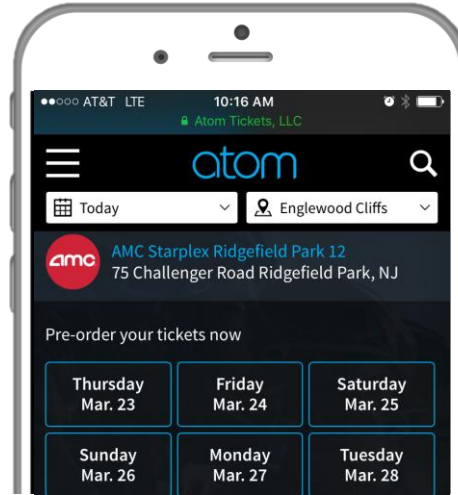 AT&T LTE 10:16 AM
Atom Tickets, LLC
atom
Today Englewood Cliffs
amc AMC Starplex Ridgefield Park 12
75 Challenger Road Ridgefield Park, NJ
Pre-order your tickets now
Thursday Friday Saturday
Mar. 23 Mar. 24 Mar. 25
Sunday Monday Tuesday
Mar. 26 Mar. 27 Mar. 28